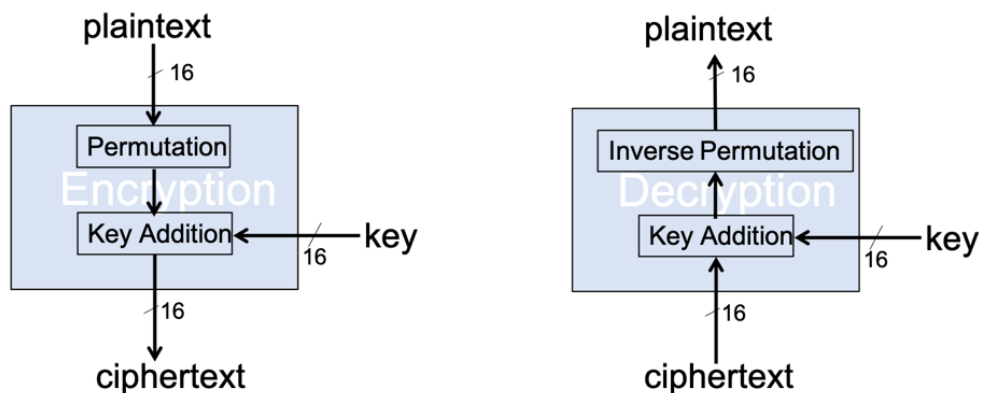 plaintext
16
Permutation
Encryption
Key Addition
key
16
16
ciphertext
plaintext
16
Inverse Permutation
Decryption
Key Addition
key
16
16
ciphertext